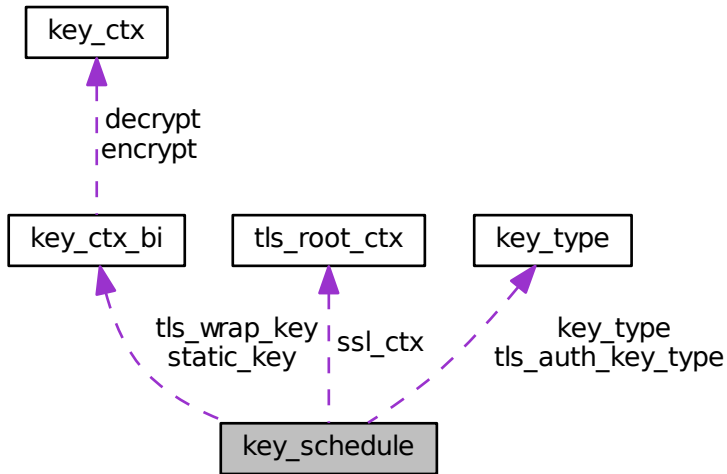 key_ctx
decrypt
encrypt
key_ctx_bi
tls_root_ctx
key_type
tls_wrap_key
static_key
ssl_ctx
key_type
tls_auth_key_type
key_schedule